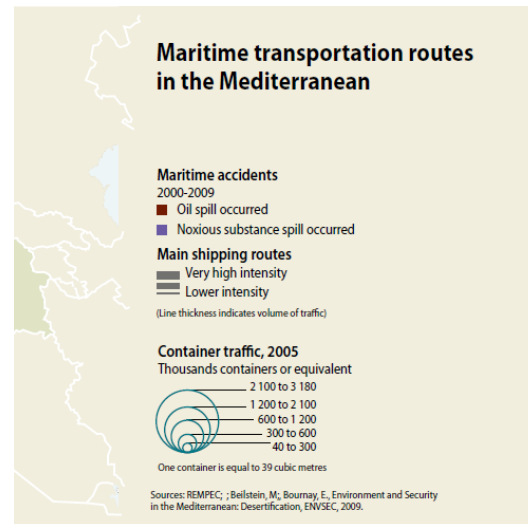 Maritime transportation routes
in the Mediterranean
Maritime accidents
2000-2009
Oil spill occurred
Noxious substance spill occurred
Main shipping routes
Very high intensity
Lower intensity
(Line thickness indicates volume of traffic)
Container traffic, 2005
Thousands containers or equivalent
2 100 to 3 180
1 200 to 2 100
600 to 1 200
300 to 600
40 to 300
One container is equal to 39 cubic metres
Sources: REMPEC; ; Beilstein, M;, Bournay, E., Environment and Security
in the Mediterranean: Desertification, ENVSEC, 2009.